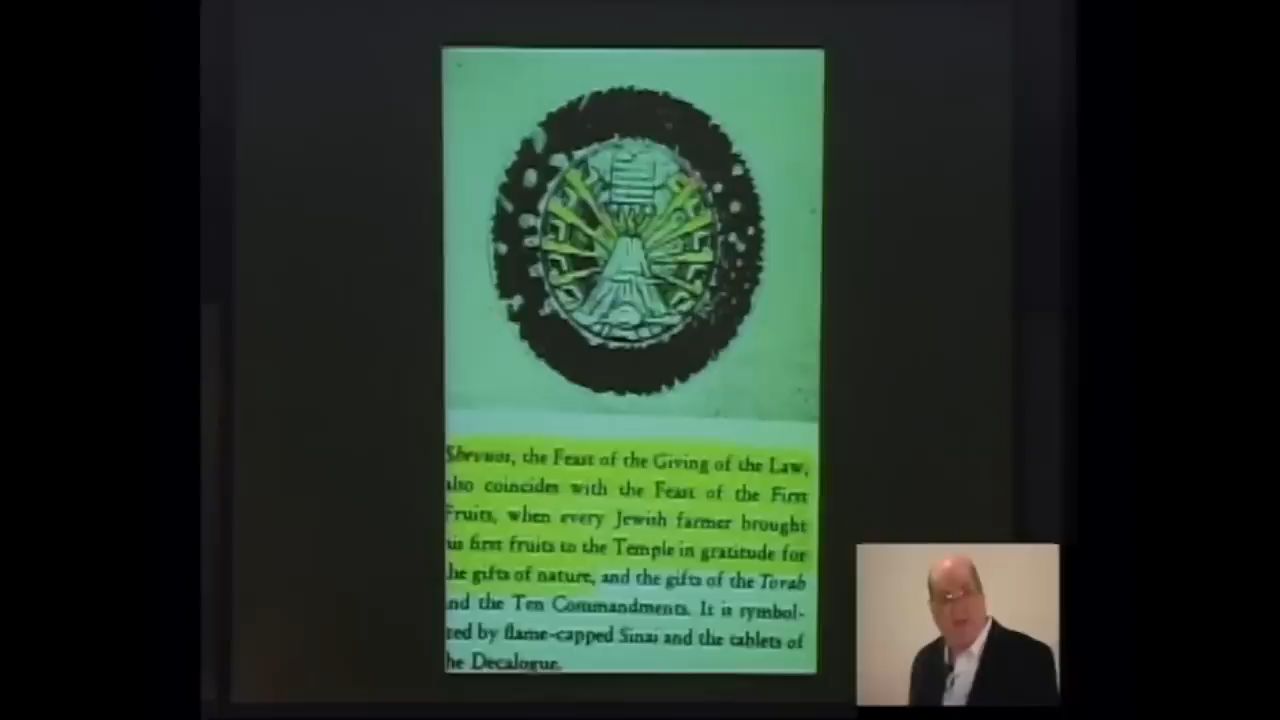 Shevuos, the Feast of the Giving of the Law,
also coincides with the Feast of the First
Fruits, when every Jewish farmer brought
his first fruits to the Temple in gratitude for
the gifts of nature, and the gifts of the Torah
and the Ten Commandments. It is symbol-
ized by flame-capped Sinai and the tablets of
the Decalogue.